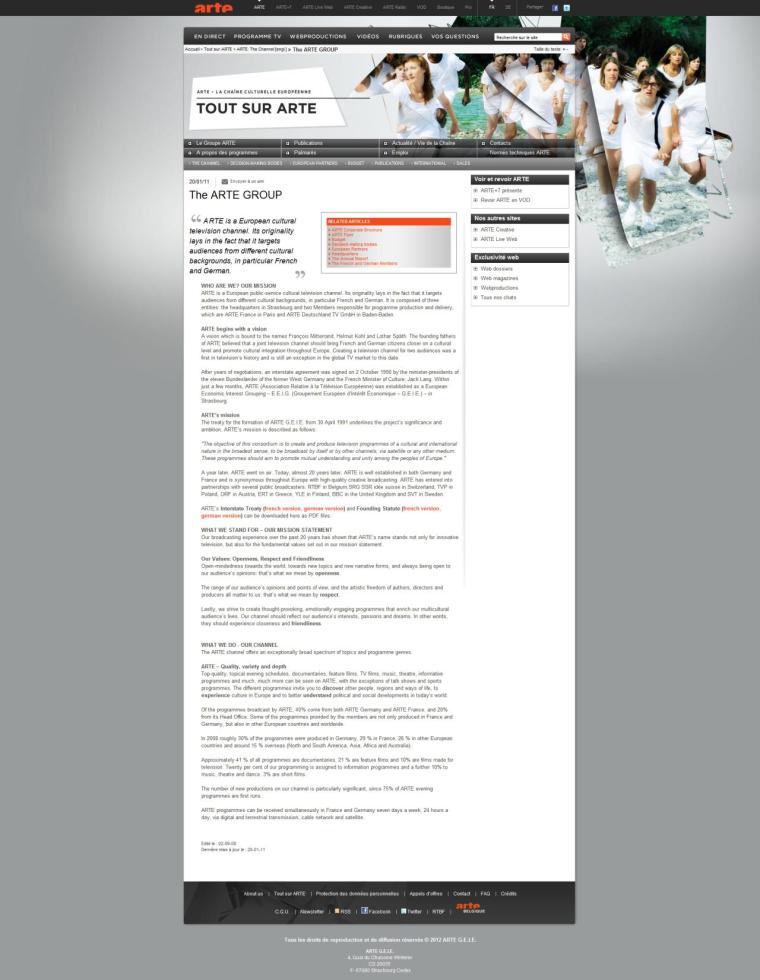 arte
ARTE ARTE+7 ARTE Live Web ARTE Creative ARTE Radio VOD Boutique Pro FR DE Partager
EN DIRECT PROGRAMME TV WEBPRODUCTIONS VIDÉOS RUBRIQUES VOS QUESTIONS Recherche sur le site
Accueil > Tout sur ARTE > ARTE: The Channel [engl] > The ARTE GROUP
Taille du texte: + -
ARTE - LA CHAÎNE CULTURELLE EUROPÉENNE
TOUT SUR ARTE
Le Groupe ARTE Publications Actualité / Vie de la Chaîne Contacts
A propos des programmes Palmarès Emploi Normes techniques ARTE
THE CHANNEL DECISION-MAKING BODIES EUROPEAN PARTNERS BUDGET PUBLICATIONS INTERNATIONAL SALES
20/01/11 Envoyer à un ami
The ARTE GROUP
“ ARTE is a European cultural
television channel. Its originality
lays in the fact that it targets
audiences from different cultural
backgrounds, in particular French
and German. ”
RELATED ARTICLES
ARTE Corporate Brochure
ARTE Flyer
Budget
Decision-making bodies
European Partners
Headquarters
The Annual Report
The French and German Members
WHO ARE WE? OUR MISSION
ARTE is a European public-service cultural television channel. Its originality lays in the fact that it targets
audiences from different cultural backgrounds, in particular French and German. It is composed of three
entities: the headquarters in Strasbourg and two Members responsible for programme production and delivery,
which are ARTE France in Paris and ARTE Deutschland TV GmbH in Baden-Baden.
ARTE begins with a vision
A vision which is bound to the names François Mitterrand, Helmut Kohl and Lothar Späth: The founding fathers
of ARTE believed that a joint television channel should bring French and German citizens closer on a cultural
level and promote cultural integration throughout Europe. Creating a television channel for two audiences was a
first in television's history and is still an exception in the global TV market to this date.
After years of negotiations, an interstate agreement was signed on 2 October 1990 by the minister-presidents of
the eleven Bundesländer of the former West Germany and the French Minister of Culture, Jack Lang. Within
just a few months, ARTE (Association Relative à la Télévision Européenne) was established as a European
Economic Interest Grouping – E.E.I.G. (Groupement Européen d'Intérêt Economique – G.E.I.E.) – in
Strasbourg.
ARTE's mission
The treaty for the formation of ARTE G.E.I.E. from 30 April 1991 underlines the project's significance and
ambition. ARTE's mission is described as follows:
"The objective of this consortium is to create and produce television programmes of a cultural and international
nature in the broadest sense, to be broadcast by itself or by other channels, via satellite or any other medium.
These programmes should aim to promote mutual understanding and unity among the peoples of Europe."
A year later, ARTE went on air. Today, almost 20 years later, ARTE is well established in both Germany
and France and is synonymous throughout Europe with high-quality creative broadcasting. ARTE has entered into
partnerships with several public broadcasters: RTBF in Belgium, SRG SSR idée suisse in Switzerland, TVP in
Poland, ORF in Austria, ERT in Greece, YLE in Finland, BBC in the United Kingdom and SVT in Sweden.
ARTE's Interstate Treaty (french version, german version) and Founding Statute (french version,
german version) can be downloaded here as PDF files.
WHAT WE STAND FOR – OUR MISSION STATEMENT
Our broadcasting experience over the past 20 years has shown that ARTE's name stands not only for innovative
television, but also for the fundamental values set out in our mission statement.
Our Values: Openness, Respect and Friendliness
Open-mindedness towards the world, towards new topics and new narrative forms, and always being open to
our audience's opinions: that's what we mean by openness.
The range of our audience's opinions and points of view, and the artistic freedom of authors, directors and
producers all matter to us: that's what we mean by respect.
Lastly, we strive to create thought-provoking, emotionally engaging programmes that enrich our multicultural
audience's lives. Our channel should reflect our audience's interests, passions and dreams. In other words,
they should experience closeness and friendliness.
WHAT WE DO - OUR CHANNEL
The ARTE channel offers an exceptionally broad spectrum of topics and programme genres.
ARTE – Quality, variety and depth
Top-quality, topical evening schedules, documentaries, feature films, TV films, music, theatre, informative
programmes and much, much more can be seen on ARTE, with the exceptions of talk shows and sports
programmes. The different programmes invite you to discover other people, regions and ways of life, to
experience culture in Europe and to better understand political and social developments in today's world.
Of the programmes broadcast by ARTE, 40% come from both ARTE Germany and ARTE France, and 20%
from its Head Office. Some of the programmes provided by the members are not only produced in France and
Germany, but also in other European countries and worldwide.
In 2008 roughly 30% of the programmes were produced in Germany, 29 % in France, 26 % in other European
countries and around 15 % overseas (North and South America, Asia, Africa and Australia).
Approximately 41 % of all programmes are documentaries, 21 % are feature films and 10% are films made for
television. Twenty per cent of our programming is assigned to information programmes and a further 10% to
music, theatre and dance. 3% are short films.
The number of new productions on our channel is particularly significant, since 75% of ARTE evening
programmes are first runs.
ARTE programmes can be received simultaneously in France and Germany seven days a week, 24 hours a
day, via digital and terrestrial transmission, cable network and satellite.
Edité le : 02-09-08
Dernière mise à jour le : 20-01-11
Voir et revoir ARTE
ARTE+7 présente
Revoir ARTE en VOD
Nos autres sites
ARTE Creative
ARTE Live Web
Exclusivité web
Web dossiers
Web magazines
Webproductions
Tous nos chats
About us | Tout sur ARTE | Protection des données personnelles | Appels d'offres | Contact | FAQ | Crédits
C.G.U. | Newsletter | RSS | Facebook | Twitter | RTBF | arte BELGIQUE
Tous les droits de reproduction et de diffusion réservés © 2012 ARTE G.E.I.E.
ARTE G.E.I.E.
4, Quai du Chanoine Winterer
CS 20035
F- 67080 Strasbourg Cedex